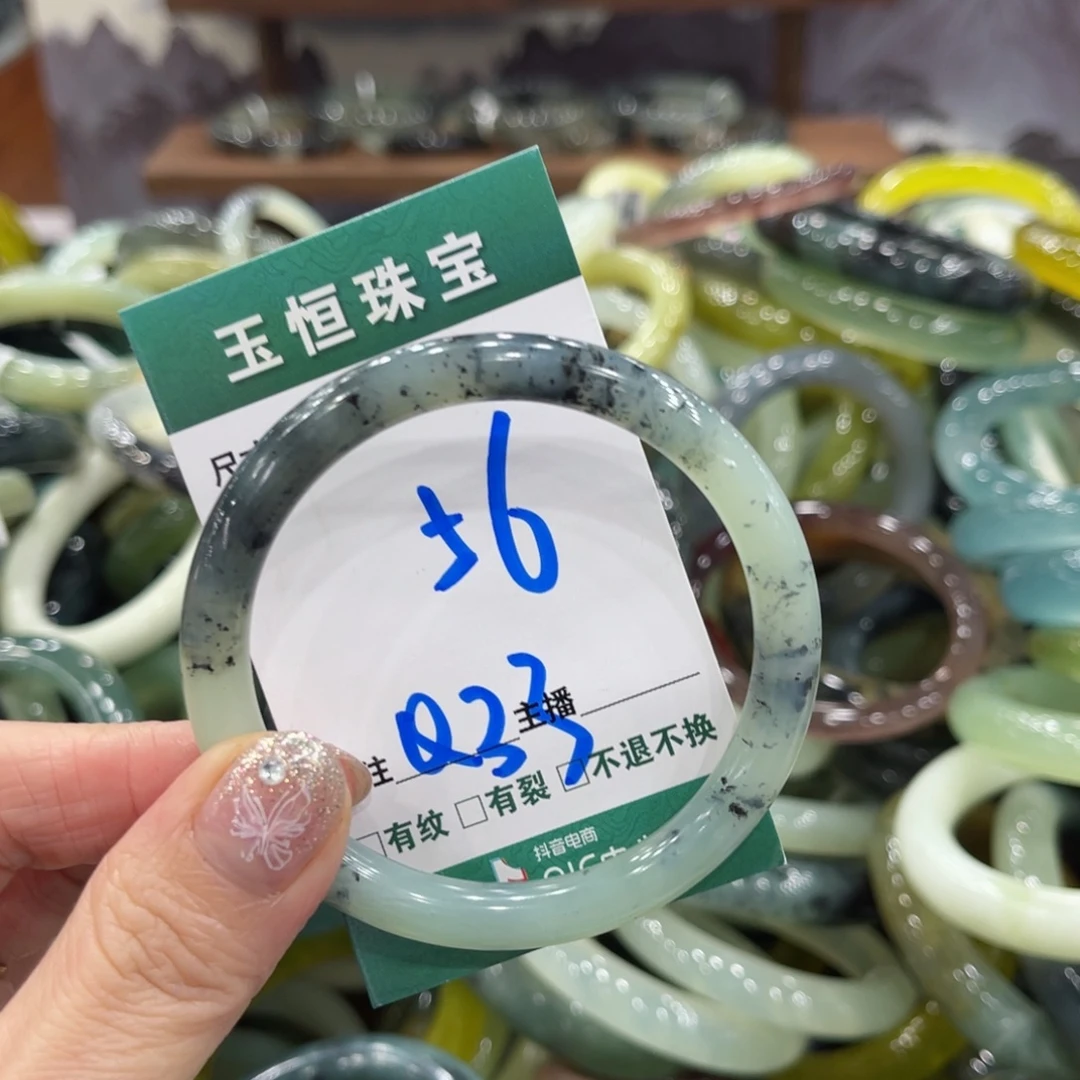 玉恒珠宝
尺
56
Q233
注 主播
有纹 有裂 不退不换
抖音电商